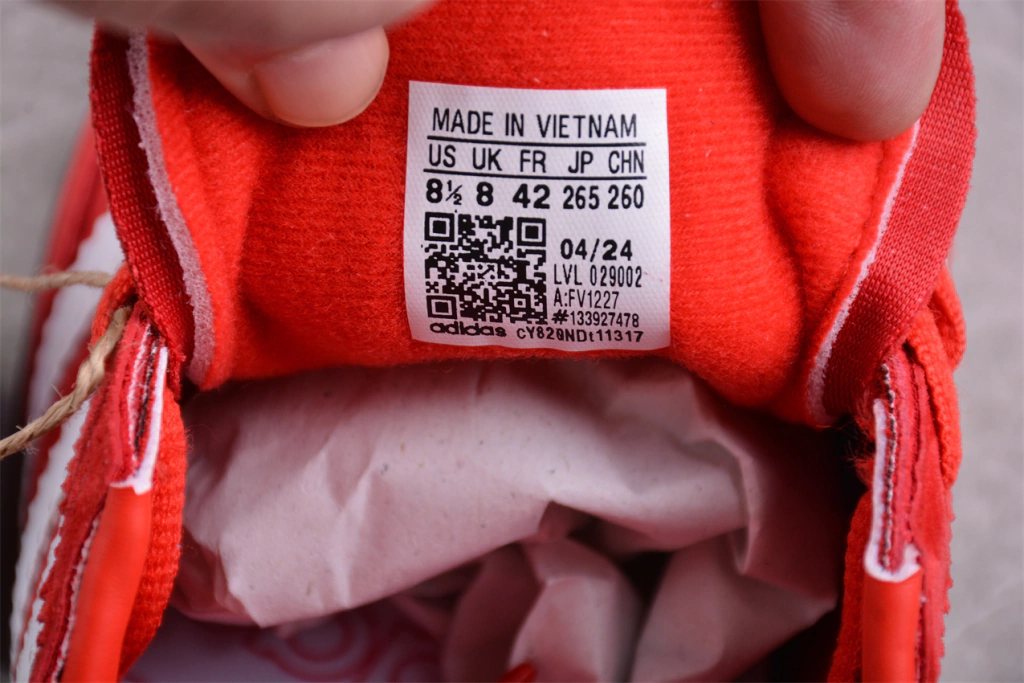 MADE IN VIETNAM
US UK FR JP CHN
8½ 8 42 265 260
04/24
LVL 029002
A:FV1227
#133927478
adidas cY820NDt11317